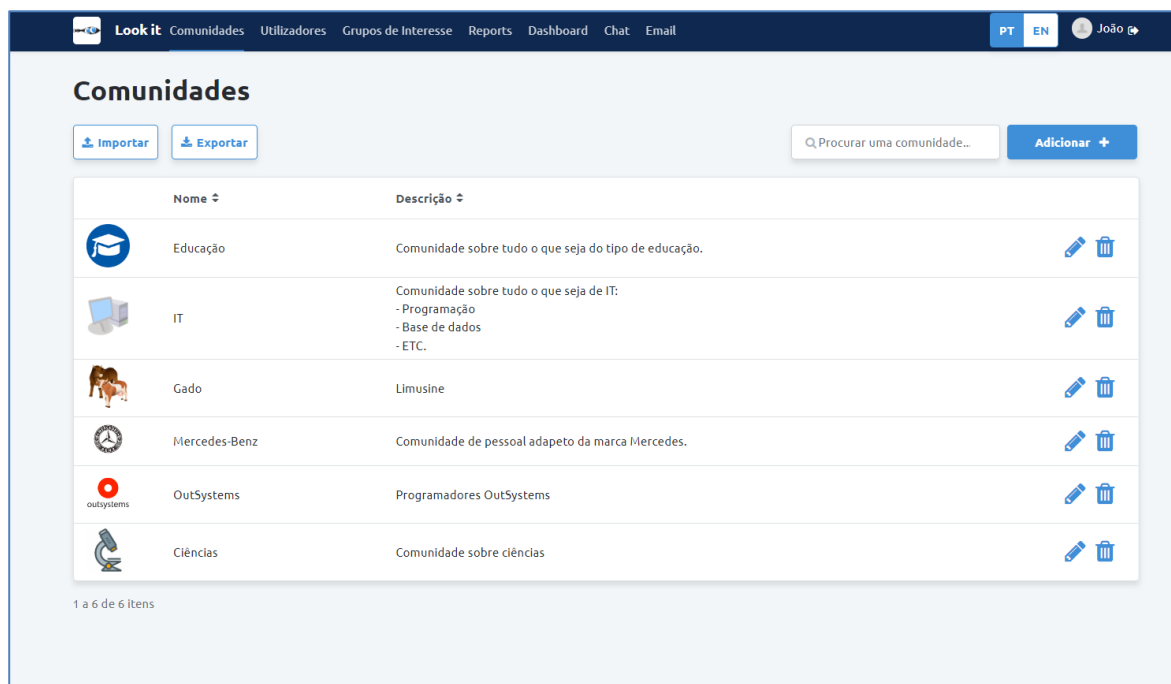 Look it Comunidades Utilizadores Grupos de Interesse Reports Dashboard Chat Email PT EN João
Comunidades
Importar Exportar Procurar uma comunidade... Adicionar +
Nome Descrição
Educação Comunidade sobre tudo o que seja do tipo de educação.
IT Comunidade sobre tudo o que seja de IT:
- Programação
- Base de dados
- ETC.
Gado Limusine
Mercedes-Benz Comunidade de pessoal adapeto da marca Mercedes.
outsystems OutSystems Programadores OutSystems
Ciências Comunidade sobre ciências
1 a 6 de 6 itens